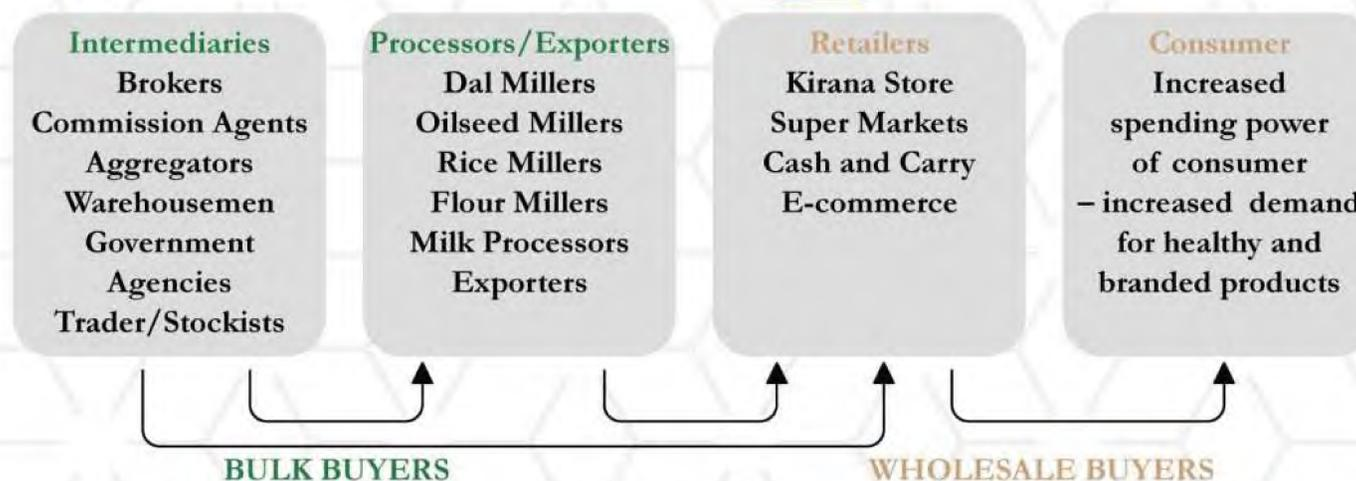 Intermediaries
Brokers
Commission Agents
Aggregators
Warehousemen
Government
Agencies
Trader/Stockists
Processors/Exporters
Dal Millers
Oilseed Millers
Rice Millers
Flour Millers
Milk Processors
Exporters
Retailers
Kirana Store
Super Markets
Cash and Carry
E-commerce
Consumer
Increased
spending power
of consumer
– increased demand
for healthy and
branded products
BULK BUYERS
WHOLESALE BUYERS